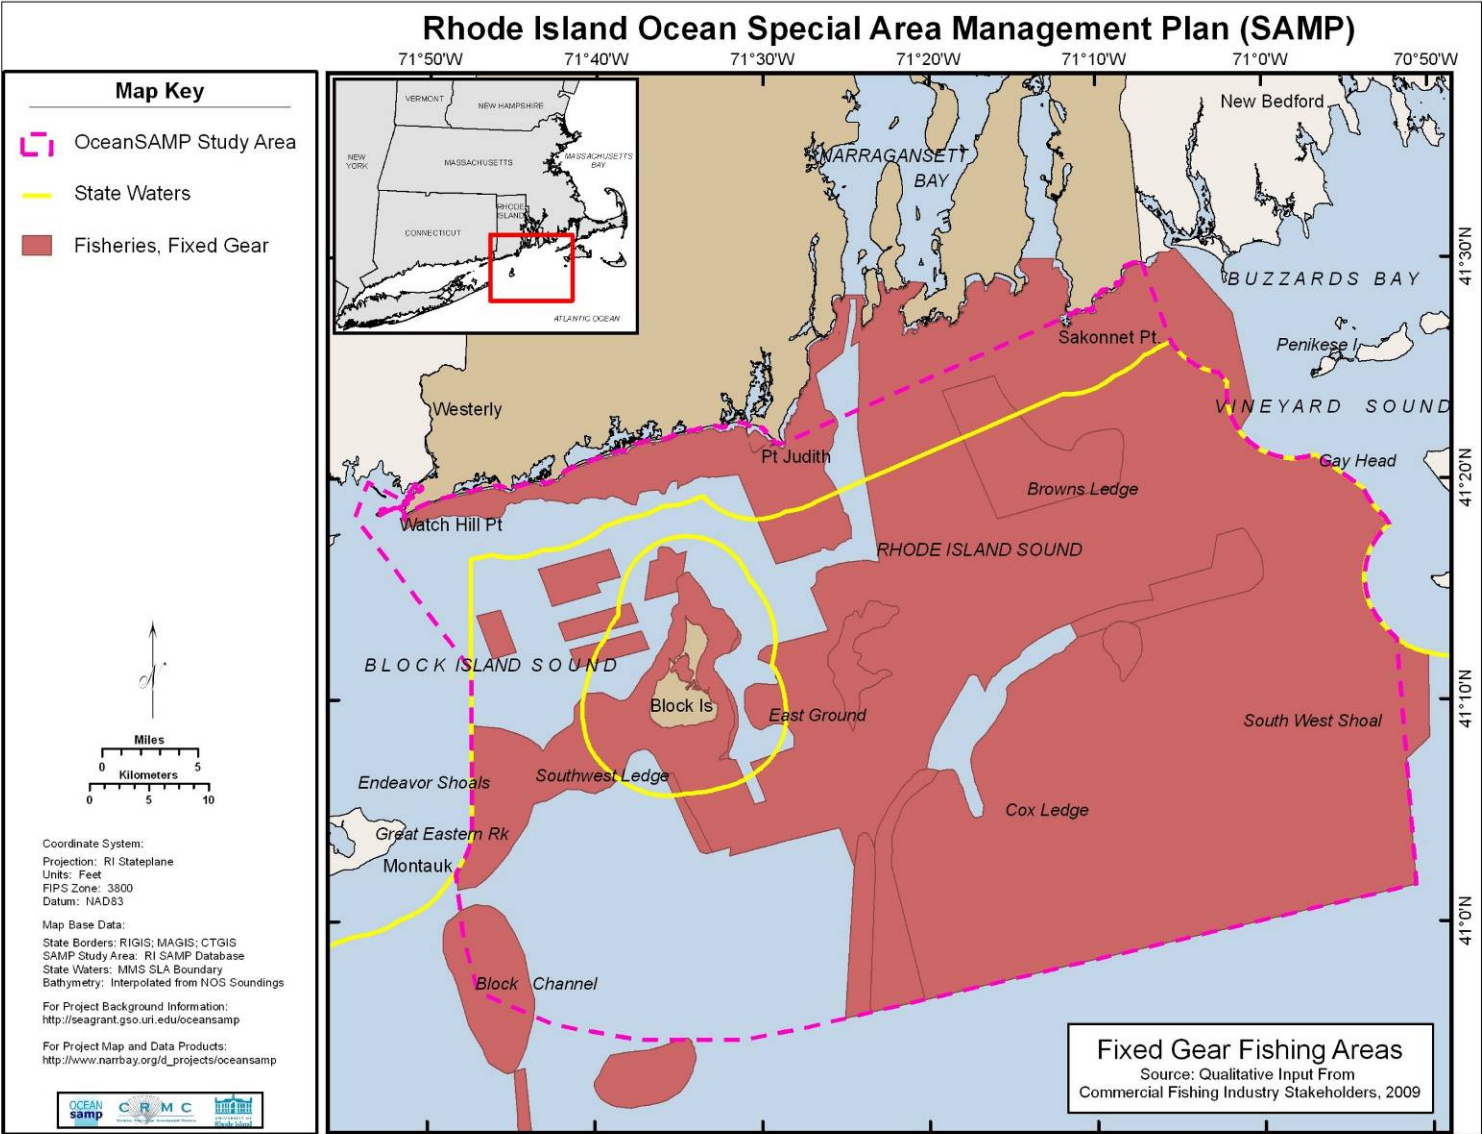 Rhode Island Ocean Special Area Management Plan (SAMP)
71°50'W
71°40'W
71°30'W
71°20'W
71°10'W
71°0'W
70°50'W
Map Key
OceanSAMP Study Area
State Waters
Fisheries, Fixed Gear
Miles
0 5
Kilometers
0 5 10
Coordinate System:
Projection: RI Stateplane
Units: Feet
FIPS Zone: 3800
Datum: NAD83
Map Base Data:
State Borders: RIGIS; MAGIS; CTGIS
SAMP Study Area: RI SAMP Database
State Waters: MMS SLA Boundary
Bathymetry: Interpolated from NOS Soundings
For Project Background Information:
http://seagrant.gso.uri.edu/oceansamp
For Project Map and Data Products:
http://www.narrbay.org/d_projects/oceansamp
OCEAN
samp
CRMC
VERMONT
NEW HAMPSHIRE
NEW
YORK
MASSACHUSETTS
MASSACHUSETTS
BAY
RHODE
ISLAND
CONNECTICUT
ATLANTIC OCEAN
NARRAGANSETT
BAY
New Bedford
BUZZARDS BAY
Sakonnet Pt.
Penikese I.
VINEYARD SOUND
Westerly
Pt Judith
Gay Head
Browns Ledge
Watch Hill Pt
RHODE ISLAND SOUND
BLOCK ISLAND SOUND
Block Is
East Ground
South West Shoal
Southwest Ledge
Endeavor Shoals
Cox Ledge
Great Eastern Rk
Montauk
Block Channel
41°30'N
41°20'N
41°10'N
41°0'N
Fixed Gear Fishing Areas
Source: Qualitative Input From
Commercial Fishing Industry Stakeholders, 2009